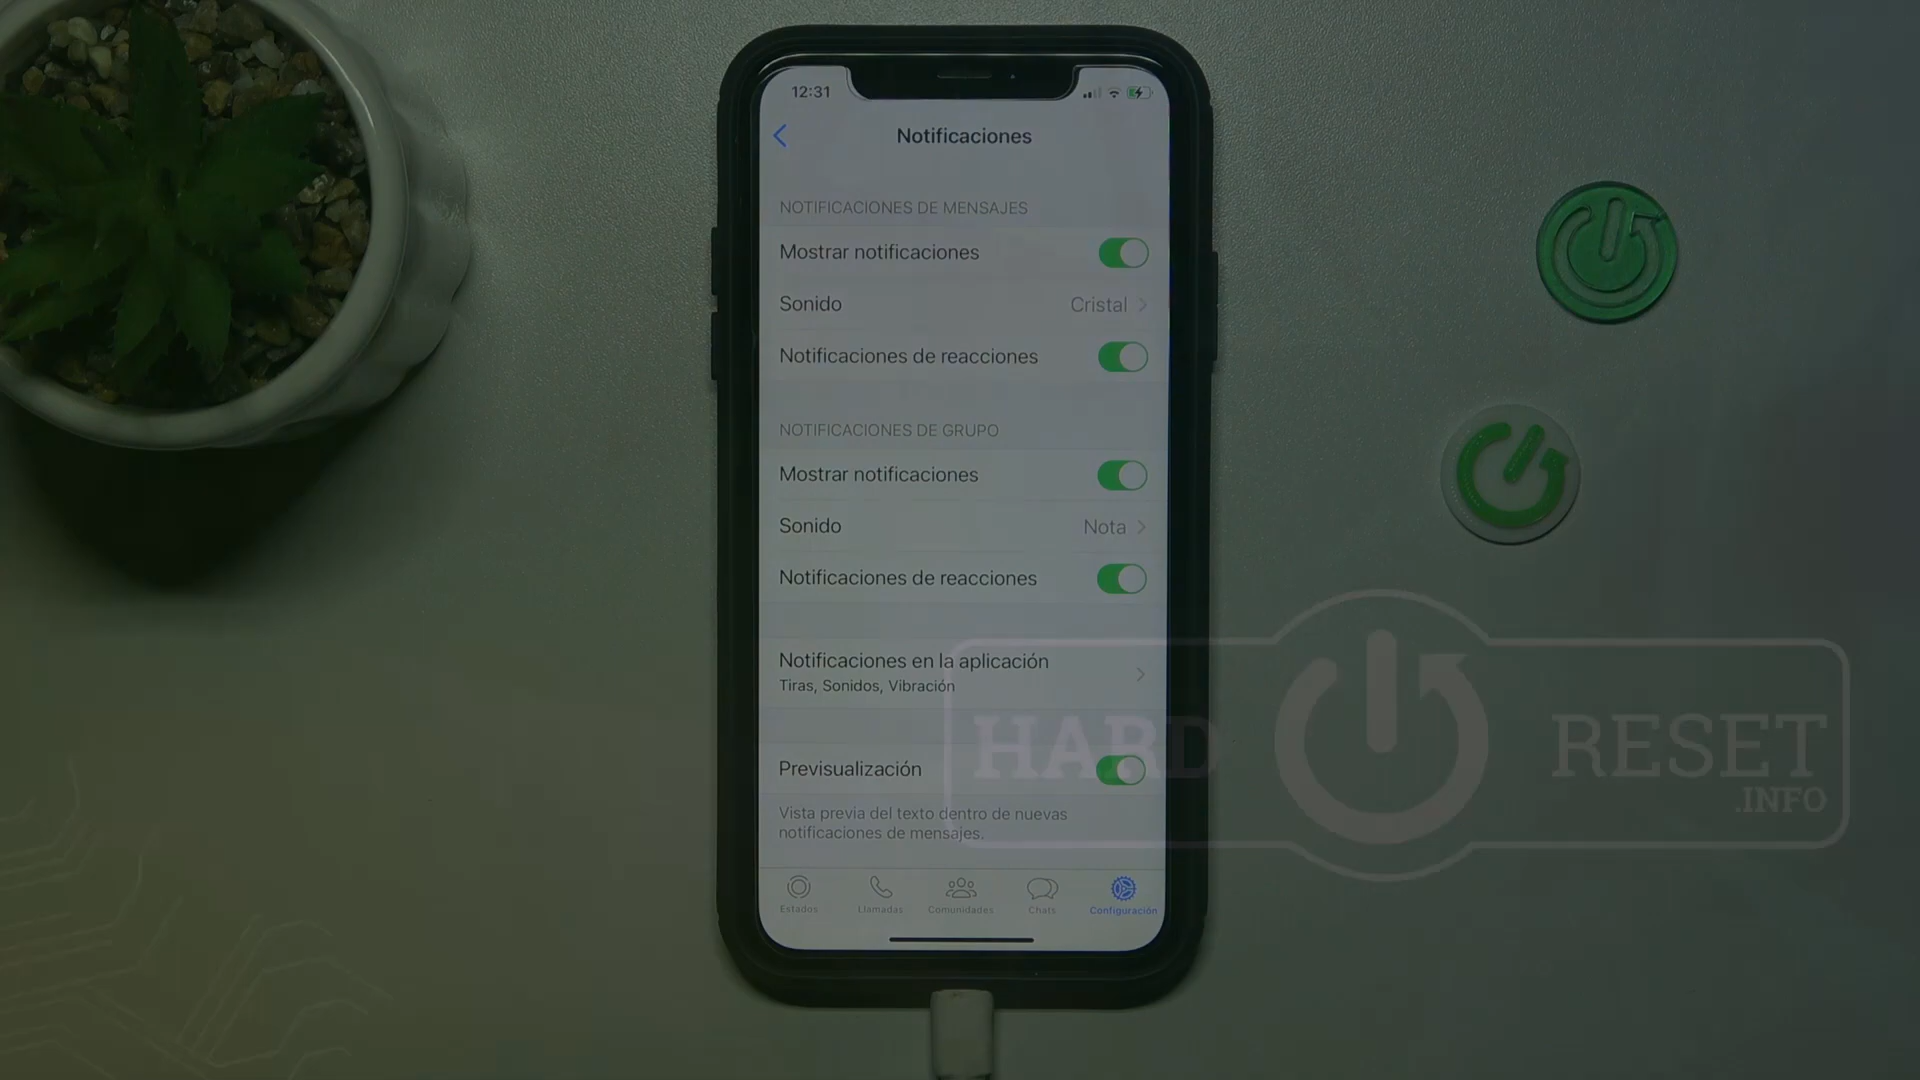 12:31
Notificaciones
NOTIFICACIONES DE MENSAJES
Mostrar notificaciones
Sonido Cristal
Notificaciones de reacciones
NOTIFICACIONES DE GRUPO
Mostrar notificaciones
Sonido Nota
Notificaciones de reacciones
Notificaciones en la aplicación
Tiras, Sonidos, Vibración
HARD RESET
.INFO
Previsualización
Vista previa del texto dentro de nuevas
notificaciones de mensajes.
Estados Llamadas Comunidades Chats Configuración